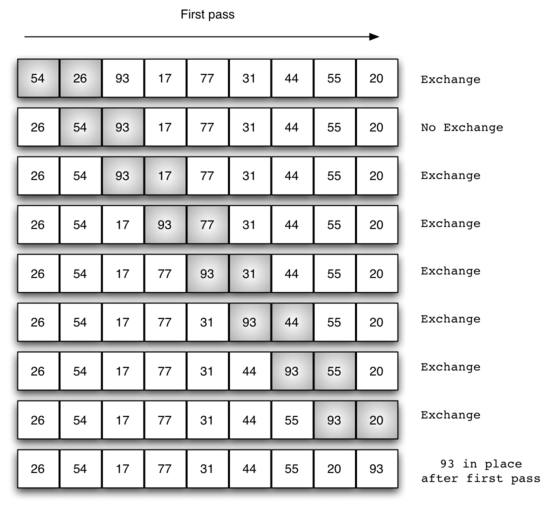 First pass
54 26 93 17 77 31 44 55 20 Exchange
26 54 93 17 77 31 44 55 20 No Exchange
26 54 93 17 77 31 44 55 20 Exchange
26 54 17 93 77 31 44 55 20 Exchange
26 54 17 77 93 31 44 55 20 Exchange
26 54 17 77 31 93 44 55 20 Exchange
26 54 17 77 31 44 93 55 20 Exchange
26 54 17 77 31 44 55 93 20 Exchange
26 54 17 77 31 44 55 20 93 93 in place
after first pass